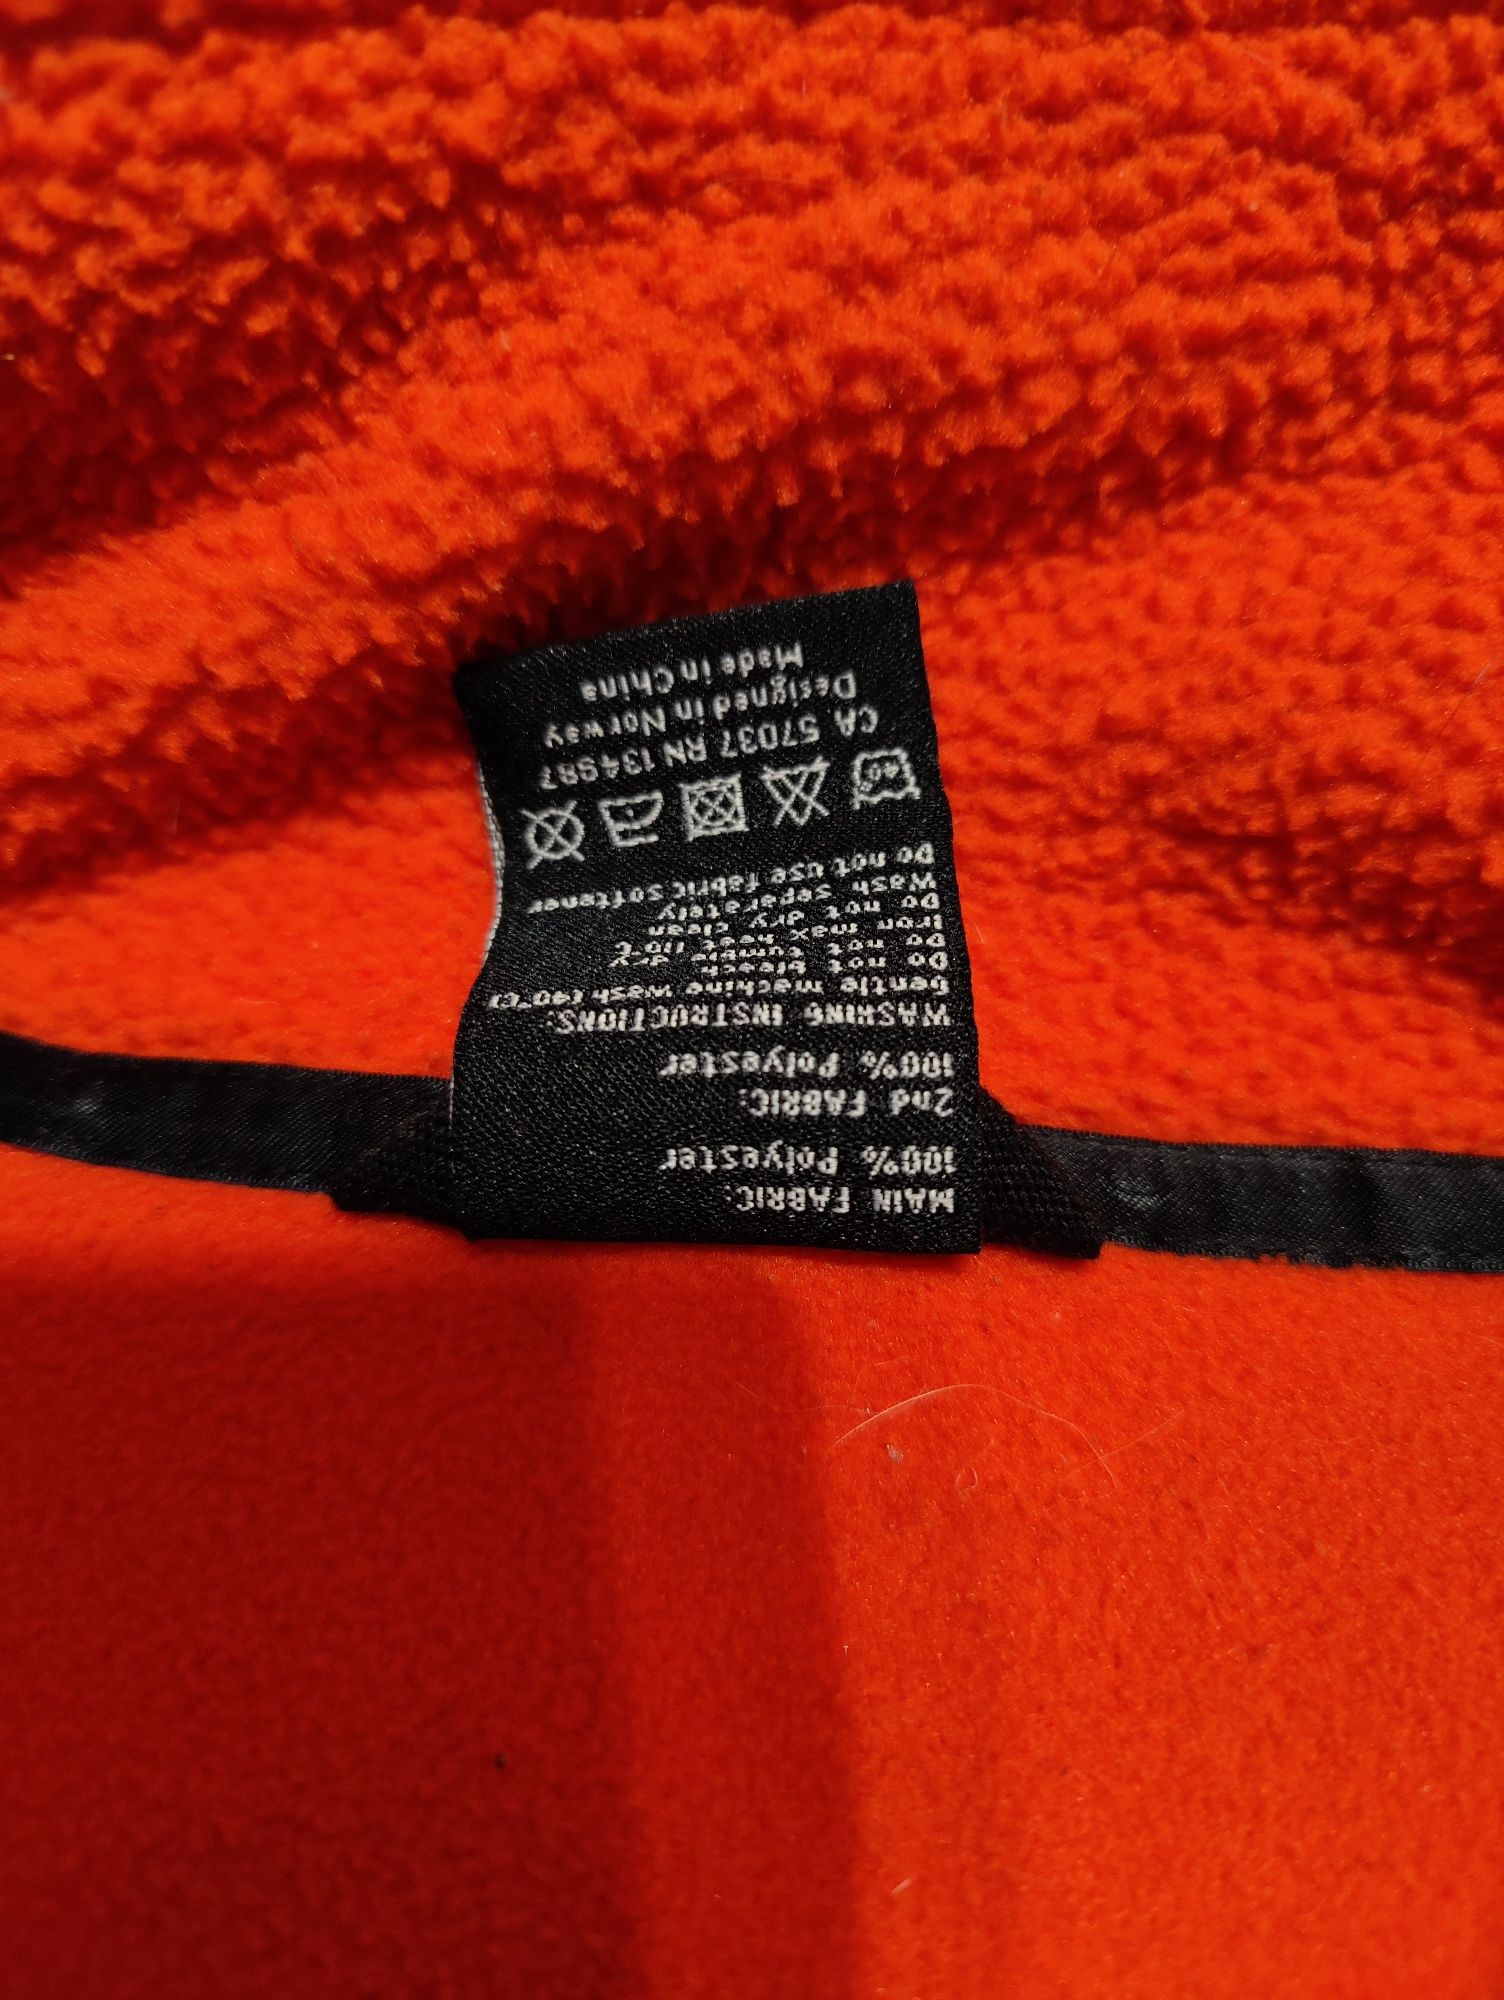 MAIN FABRIC:
100% Polyester
2nd FABRIC:
100% Polyester
WASHING INSTRUCTIONS:
Gentle machine wash (40°C)
Do not bleach
Do not tumble dry
Iron max heat 110°C
Do not dry clean
Wash separately
Do not use fabric softener
40
CA 57037 RN 134987
Designed in Norway
Made in China